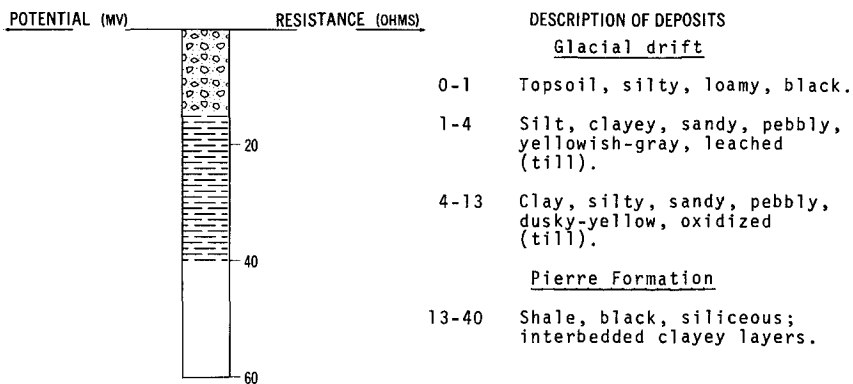 POTENTIAL (MV) RESISTANCE (OHMS) DESCRIPTION OF DEPOSITS
Glacial drift
0-1 Topsoil, silty, loamy, black.
1-4 Silt, clayey, sandy, pebbly,
yellowish-gray, leached
(till).
20
4-13 Clay, silty, sandy, pebbly,
dusky-yellow, oxidized
(till).
40
Pierre Formation
13-40 Shale, black, siliceous;
interbedded clayey layers.
60